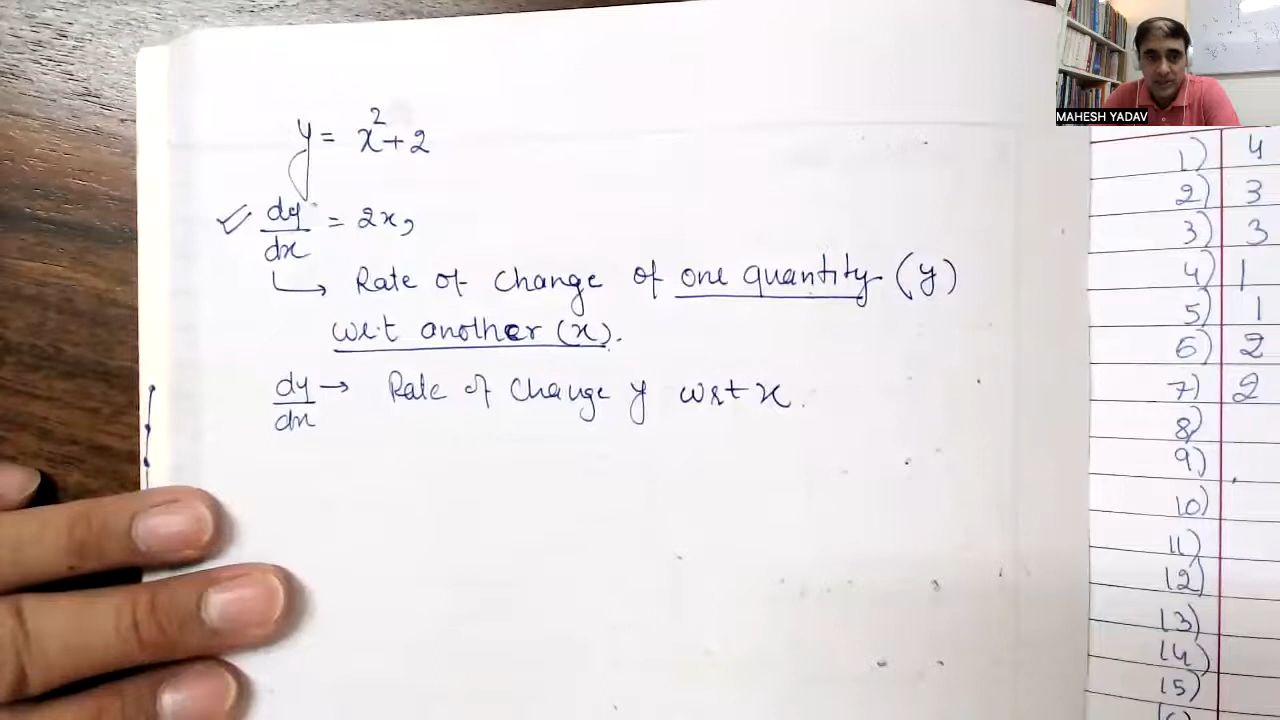 y = x² + 2
dy/dx = 2x,
Rate of change of one quantity (y)
w.r.t another (x).
dy/dx → Rate of change y wrt x.
MAHESH YADAV
1) 4
2) 3
3) 3
4) 1
5) 1
6) 2
7) 2
8)
9)
10)
11)
12)
13)
14)
15)